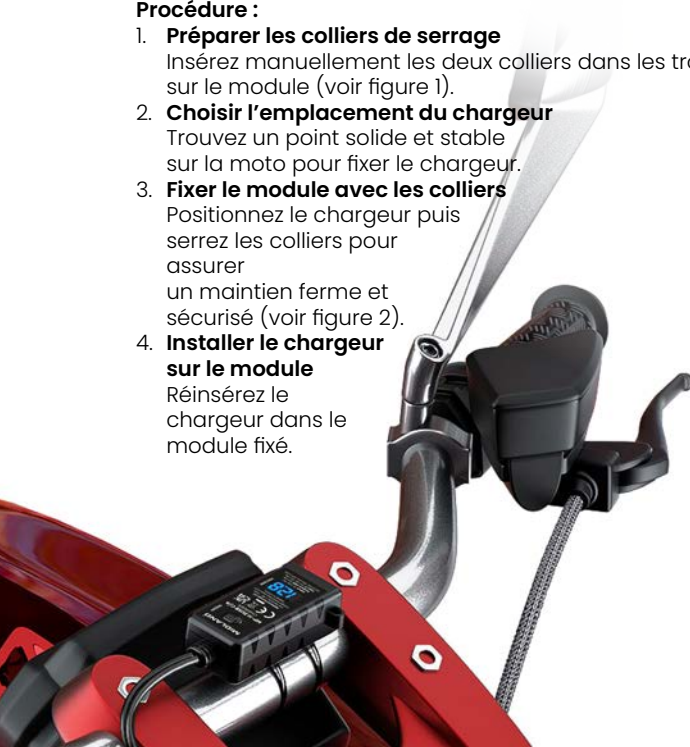 Procédure :
1. Préparer les colliers de serrage
Insérez manuellement les deux colliers dans les
sur le module (voir figure 1).
2. Choisir l’emplacement du chargeur
Trouvez un point solide et stable
sur la moto pour fixer le chargeur.
3. Fixer le module avec les colliers
Positionnez le chargeur puis
serrez les colliers pour
assurer
un maintien ferme et
sécurisé (voir figure 2).
4. Installer le chargeur
sur le module
Réinsérez le
chargeur dans le
module fixé.
128
MIDLAND